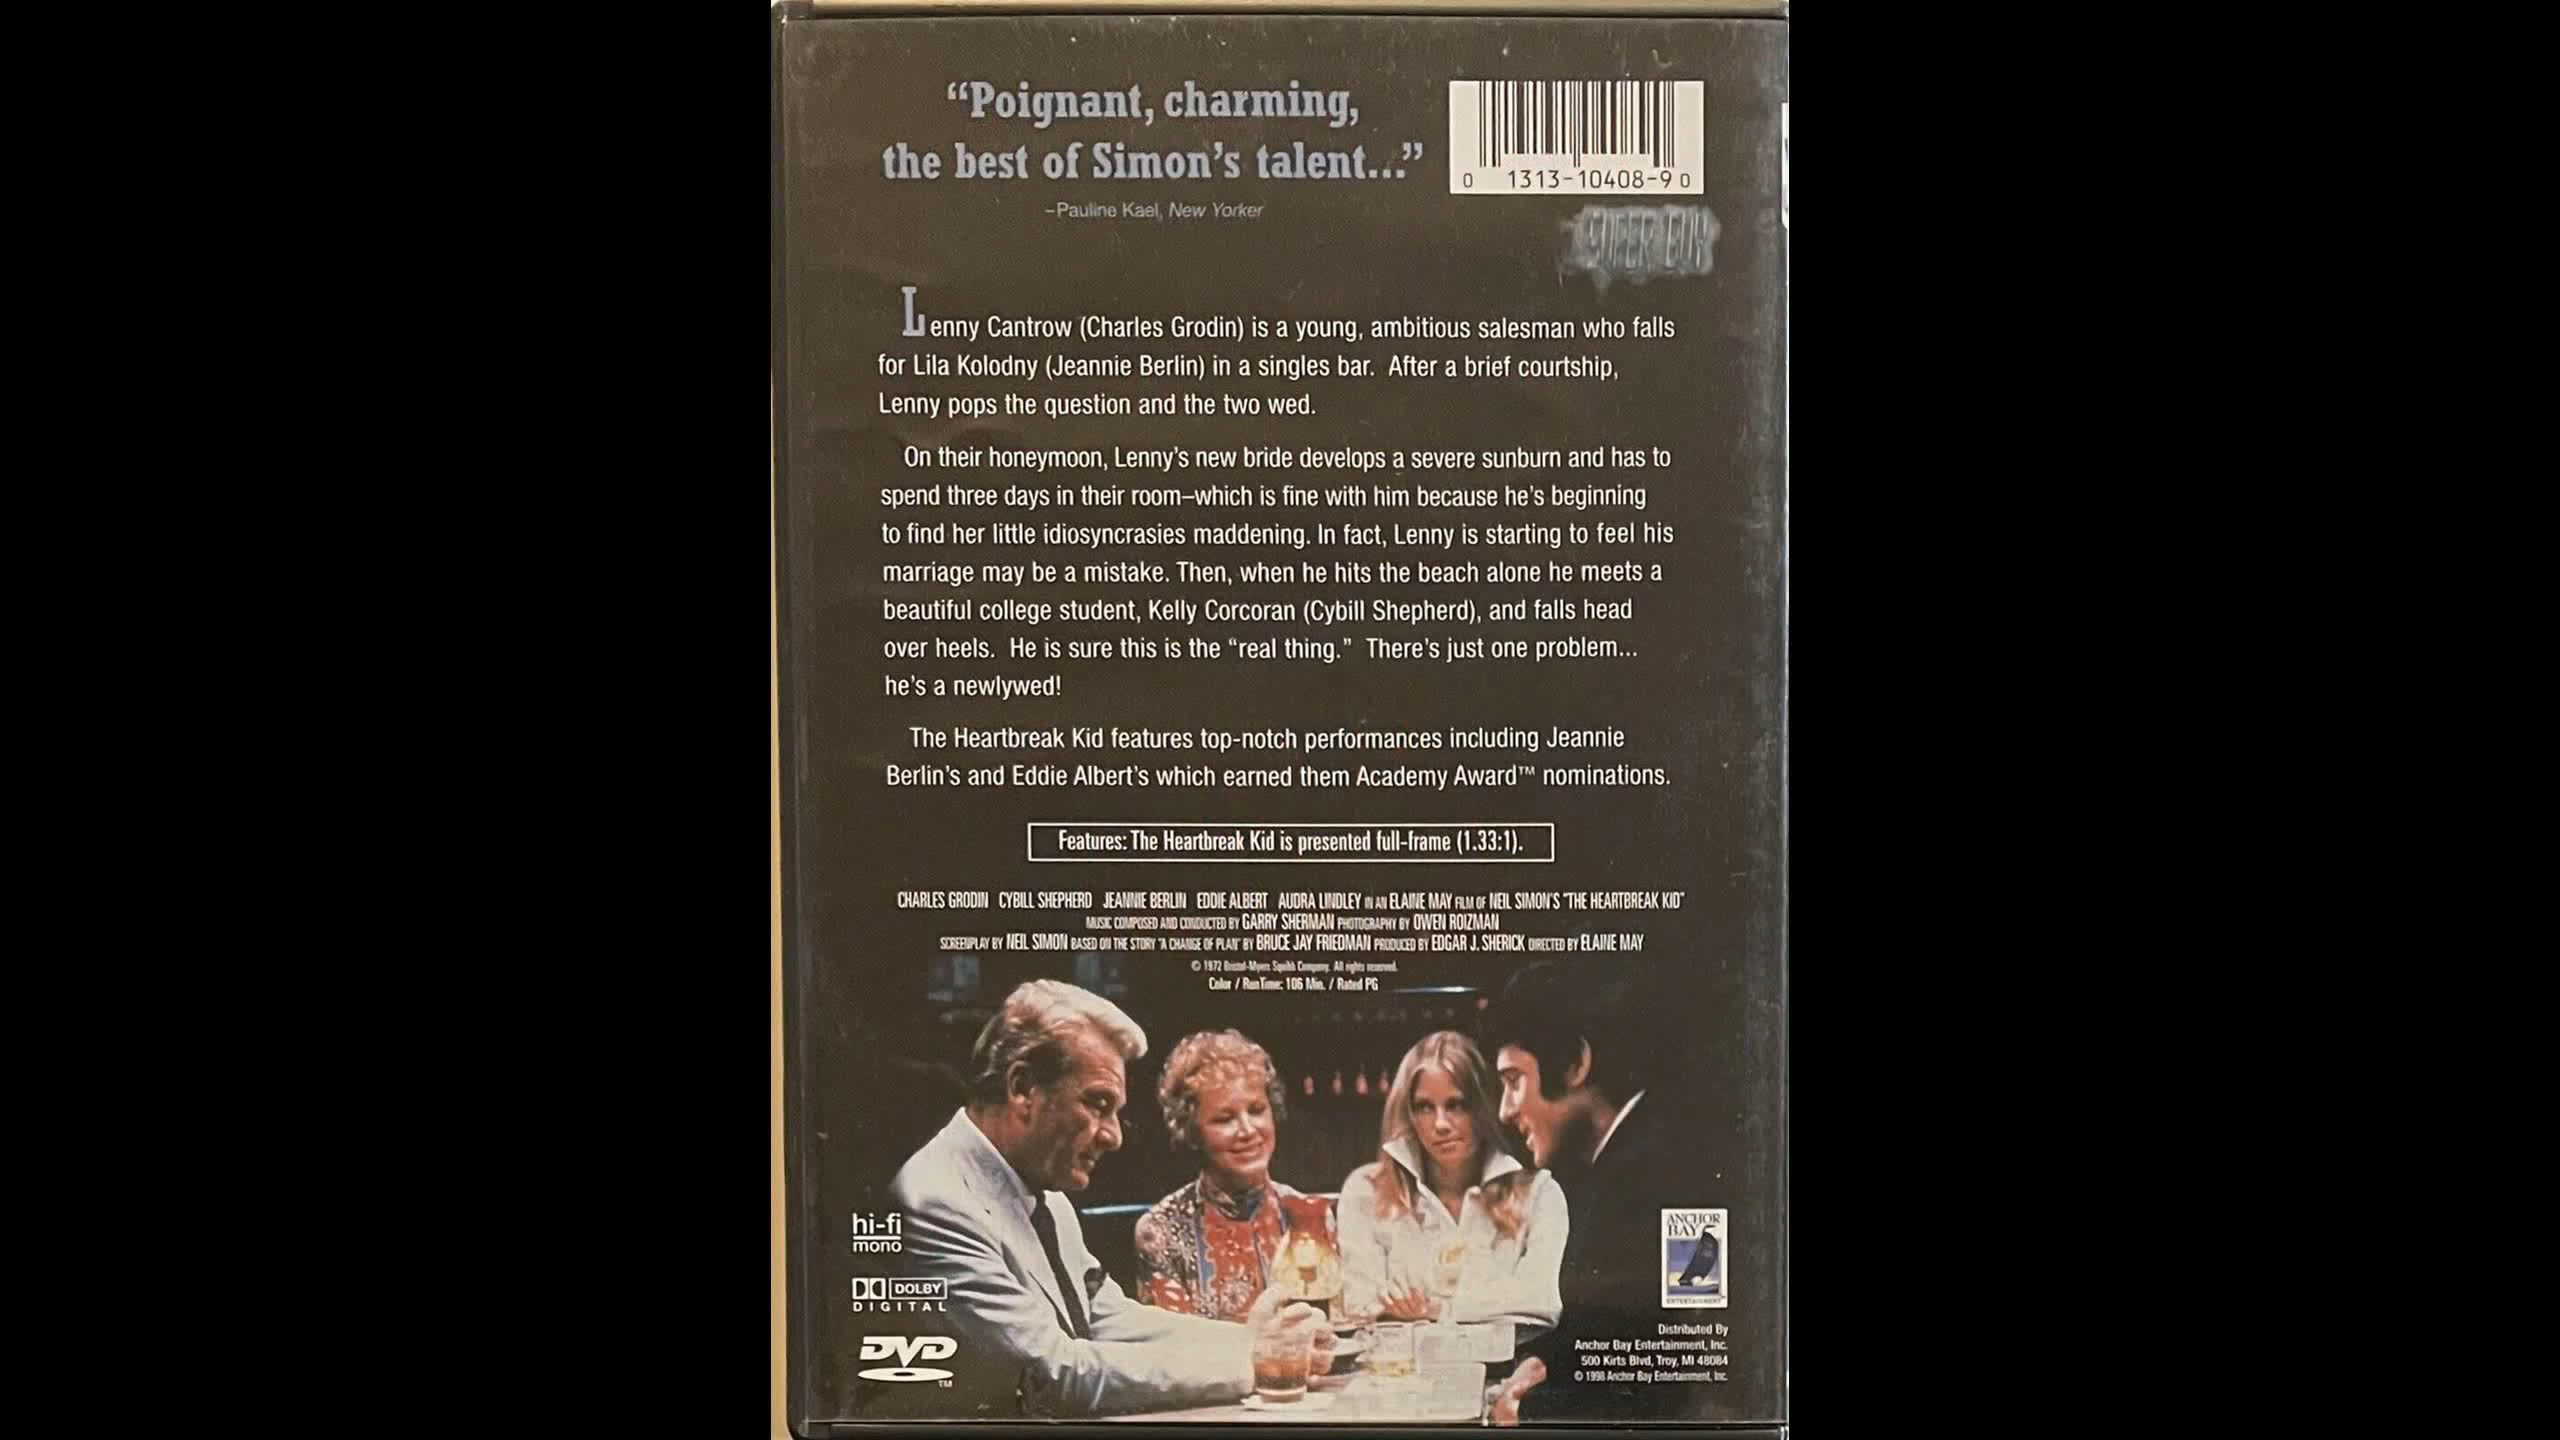 “Poignant, charming,
the best of Simon’s talent...”
–Pauline Kael, New Yorker
0 1313-10408-9 0
SUPER BUY
Lenny Cantrow (Charles Grodin) is a young, ambitious salesman who falls
for Lila Kolodny (Jeannie Berlin) in a singles bar. After a brief courtship,
Lenny pops the question and the two wed.
On their honeymoon, Lenny’s new bride develops a severe sunburn and has to
spend three days in their room–which is fine with him because he’s beginning
to find her little idiosyncrasies maddening. In fact, Lenny is starting to feel his
marriage may be a mistake. Then, when he hits the beach alone he meets a
beautiful college student, Kelly Corcoran (Cybill Shepherd), and falls head
over heels. He is sure this is the “real thing.” There’s just one problem...
he’s a newlywed!
The Heartbreak Kid features top-notch performances including Jeannie
Berlin’s and Eddie Albert’s which earned them Academy Award™ nominations.
Features: The Heartbreak Kid is presented full-frame (1.33:1).
CHARLES GRODIN CYBILL SHEPHERD JEANNIE BERLIN EDDIE ALBERT AUDRA LINDLEY IN AN ELAINE MAY FILM OF NEIL SIMON'S "THE HEARTBREAK KID"
MUSIC COMPOSED AND CONDUCTED BY GARRY SHERMAN PHOTOGRAPHY BY OWEN ROIZMAN
SCREENPLAY BY NEIL SIMON BASED ON THE STORY "A CHANGE OF PLAN" BY BRUCE JAY FRIEDMAN PRODUCED BY EDGAR J. SHERICK DIRECTED BY ELAINE MAY
© 1972 Bristol-Myers Squibb Company. All rights reserved.
Color / RunTime: 106 Min. / Rated PG
hi-fi
mono
DOLBY
DIGITAL
DVD
TM
ANCHOR
BAY
ENTERTAINMENT
Distributed By
Anchor Bay Entertainment, Inc.
500 Kirts Blvd, Troy, MI 48084
© 1998 Anchor Bay Entertainment, Inc.